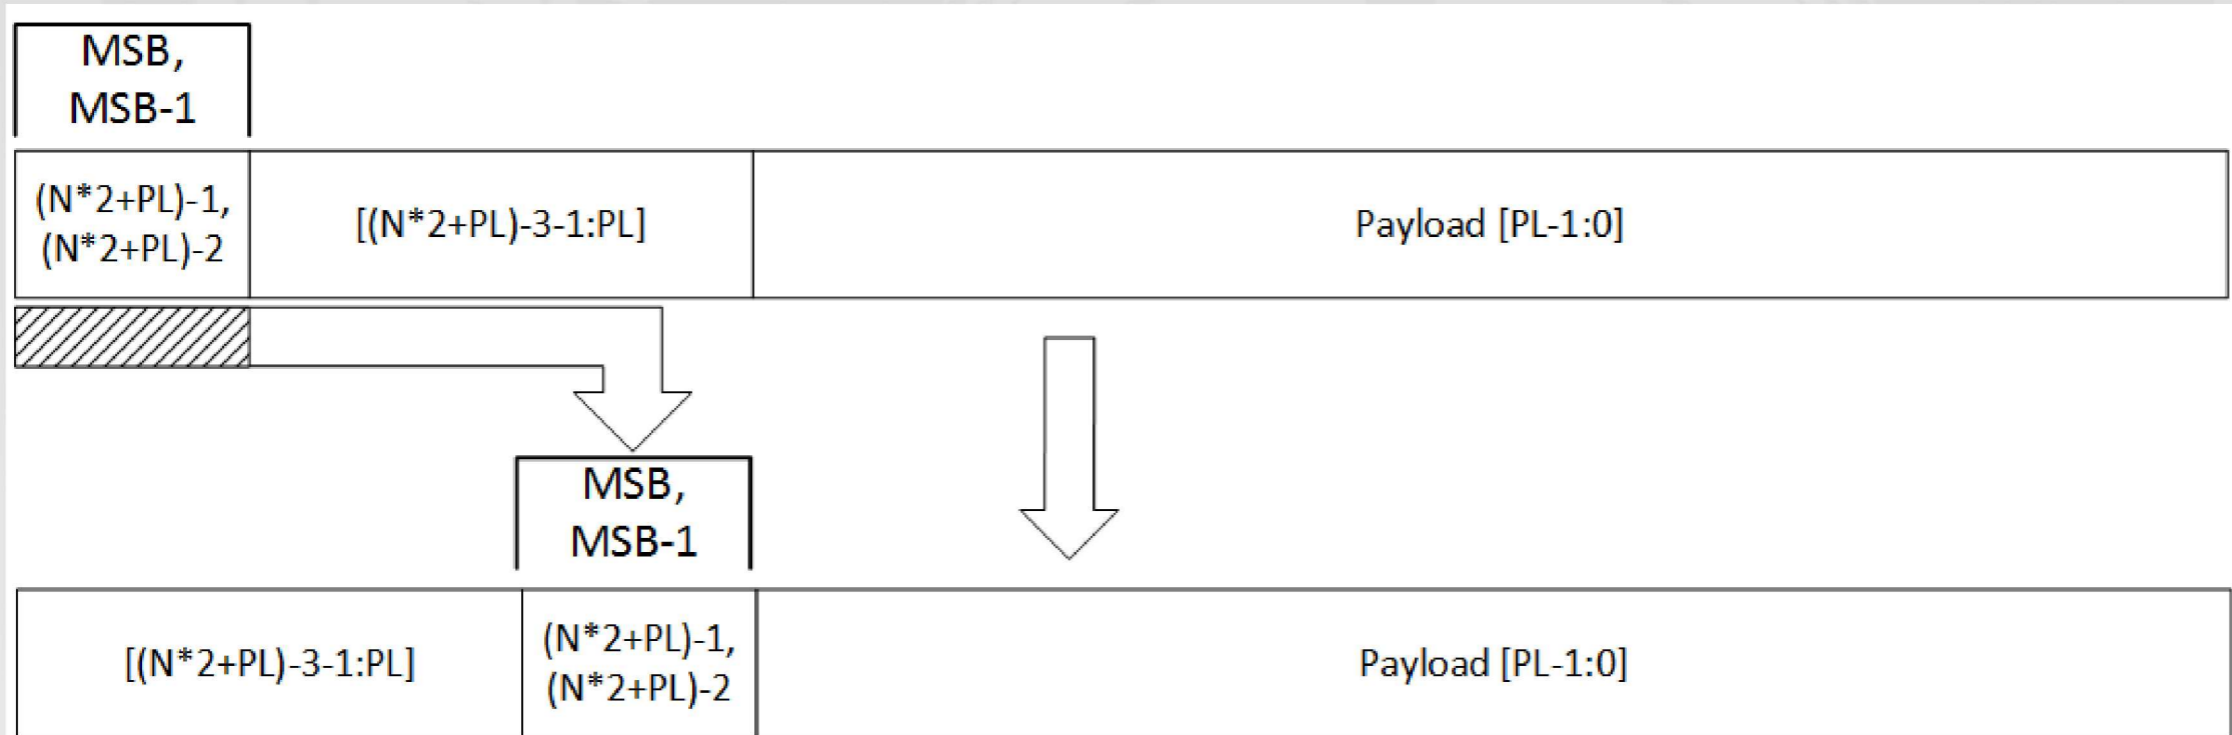 MSB,
MSB-1
(N*2+PL)-1,
(N*2+PL)-2
[(N*2+PL)-3-1:PL]
Payload [PL-1:0]
MSB,
MSB-1
[(N*2+PL)-3-1:PL]
(N*2+PL)-1,
(N*2+PL)-2
Payload [PL-1:0]